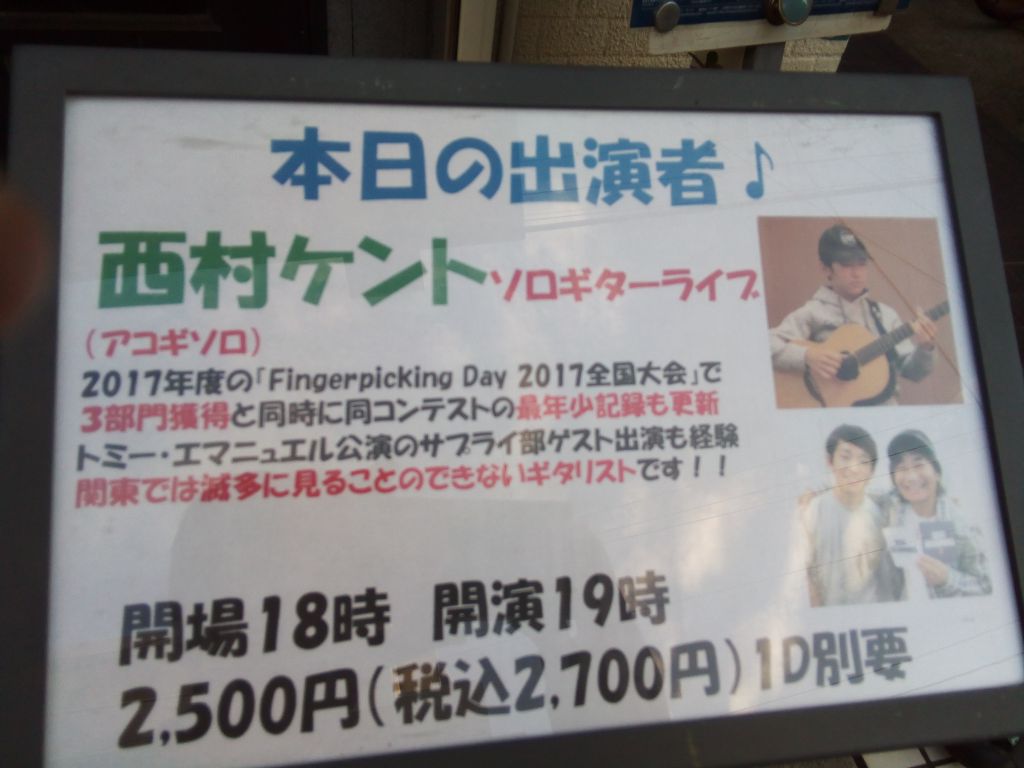 本日の出演者♪
西村ケントソロギターライブ
(アコギソロ)
2017年度の「Fingerpicking Day 2017全国大会」で
3部門獲得と同時に同コンテストの最年少記録も更新
トミー・エマニュエル公演のサプライ部ゲスト出演も経験
関東では滅多に見ることのできないギタリストです!!
開場18時 開演19時
2,500円(税込2,700円)1D別要